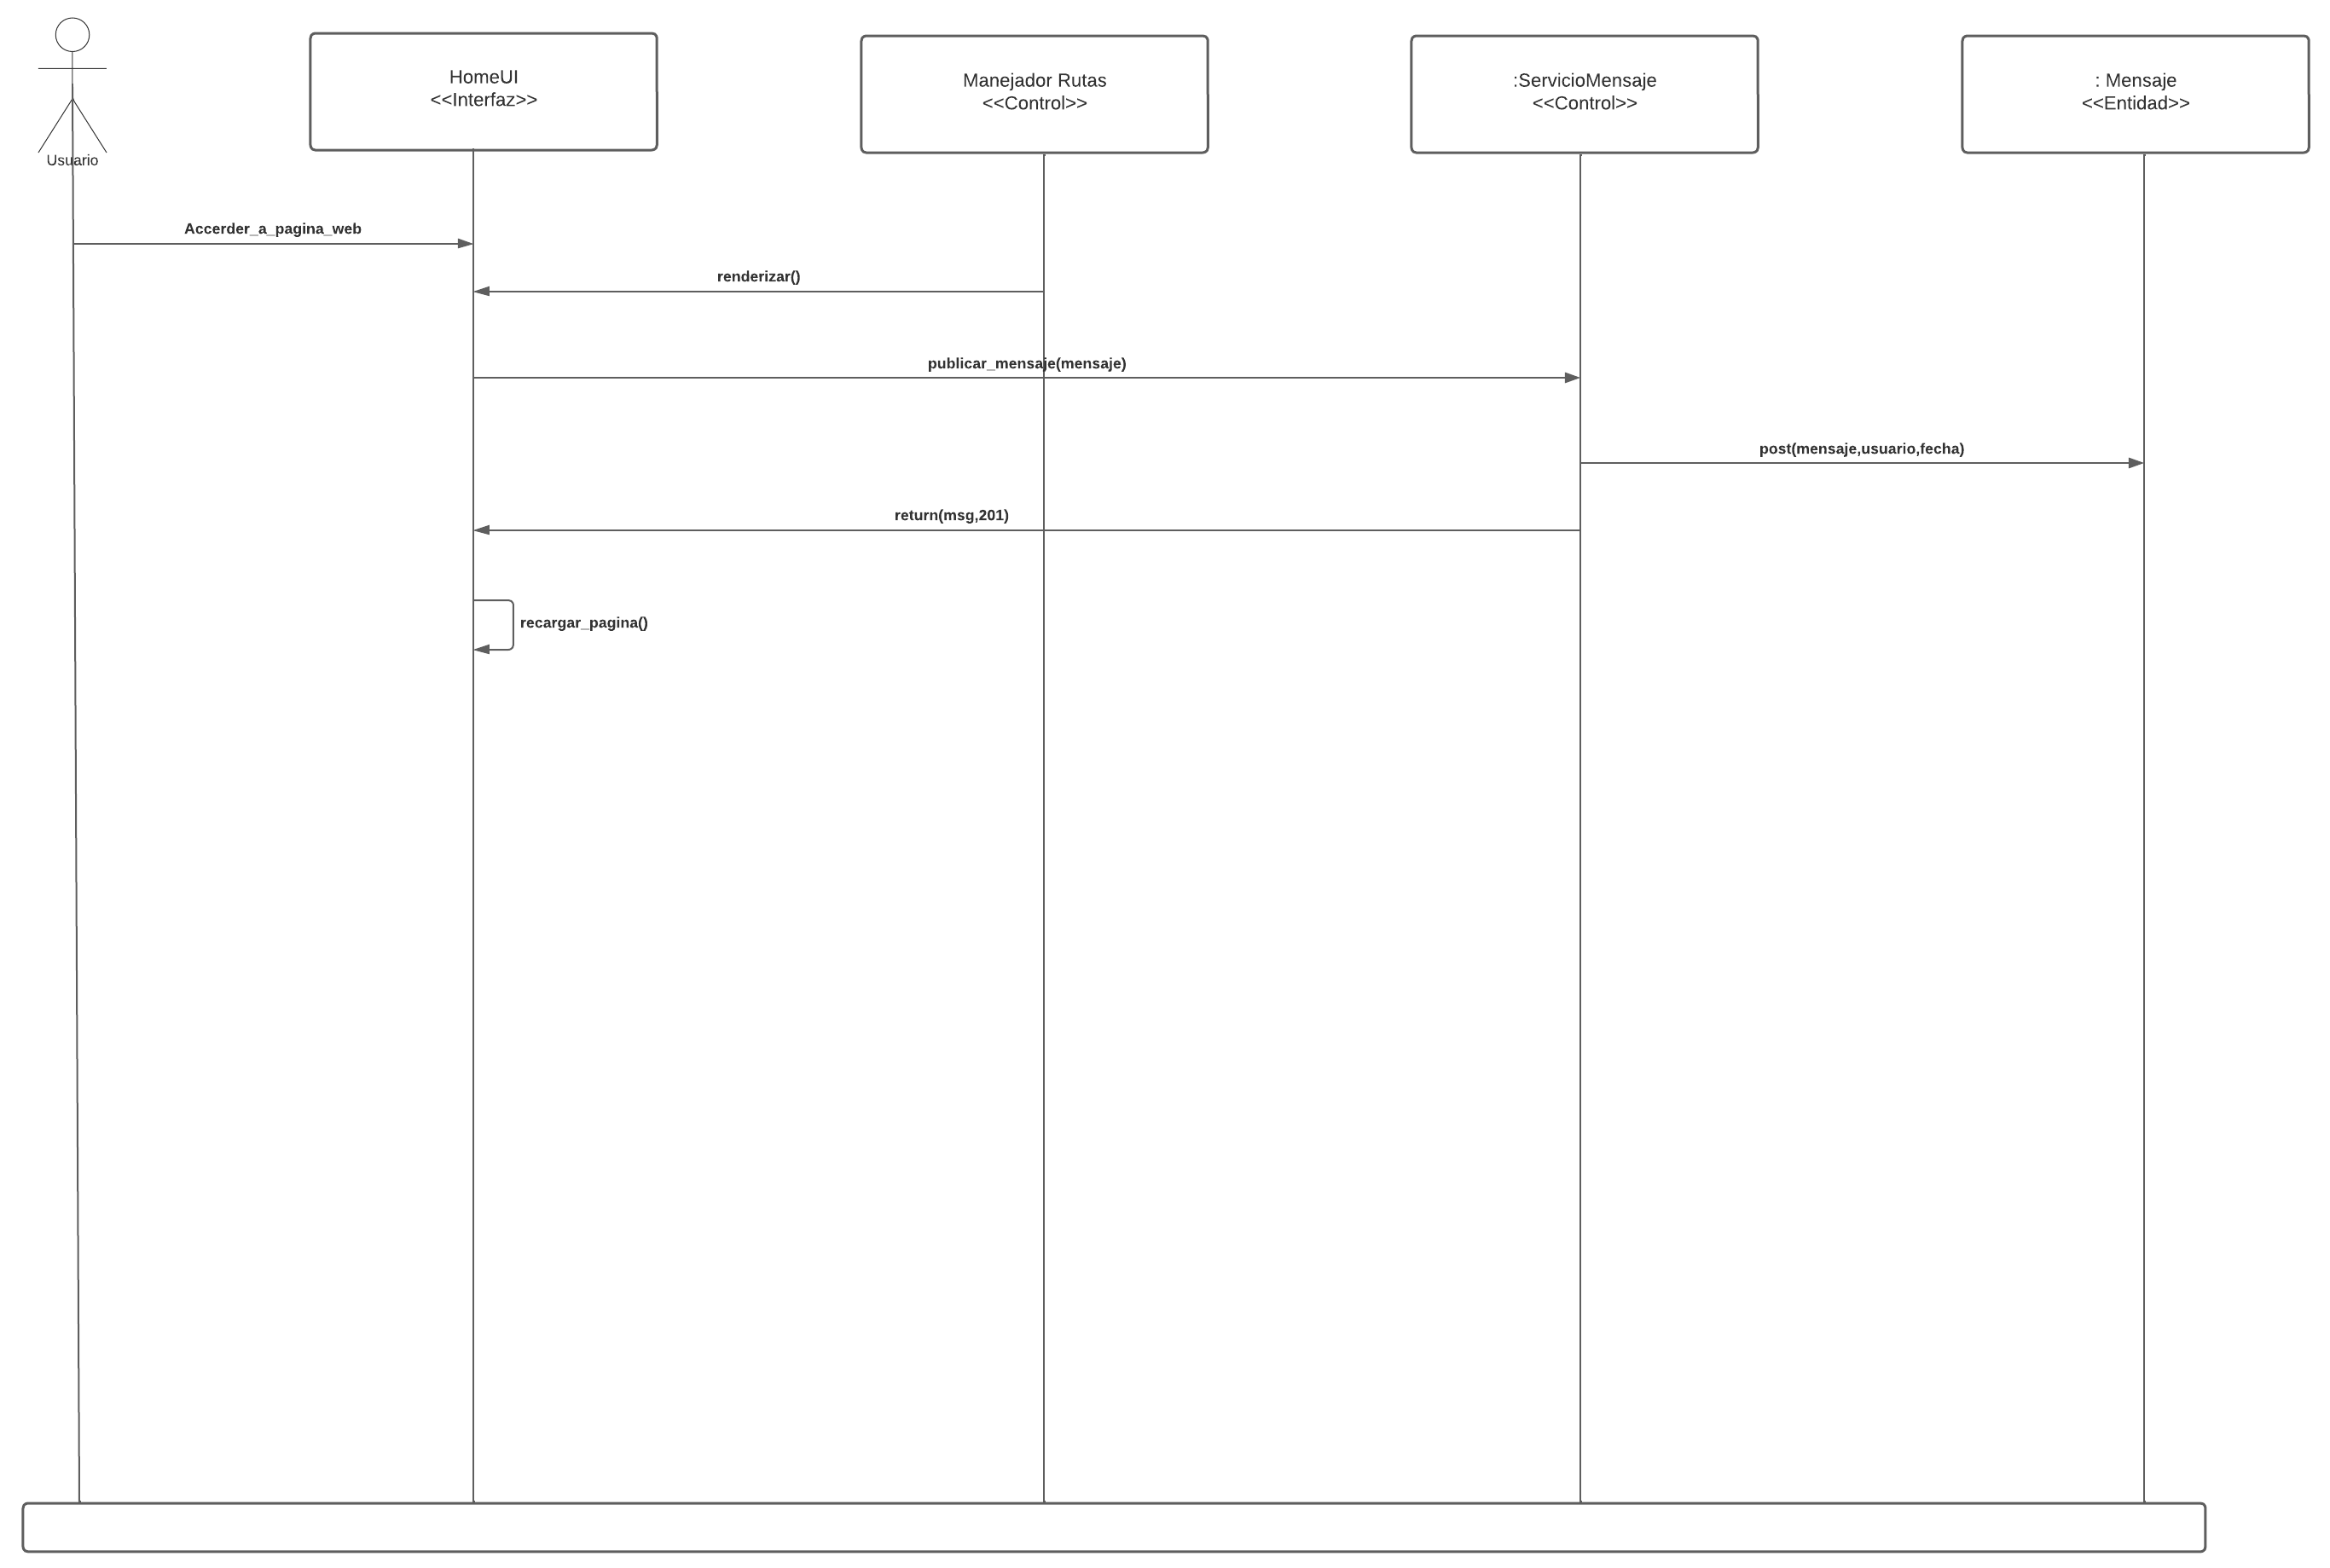 Usuario
HomeUI
<<Interfaz>>
Manejador Rutas
<<Control>>
:ServicioMensaje
<<Control>>
: Mensaje
<<Entidad>>
Accerder_a_pagina_web
renderizar()
publicar_mensaje(mensaje)
post(mensaje,usuario,fecha)
return(msg,201)
recargar_pagina()